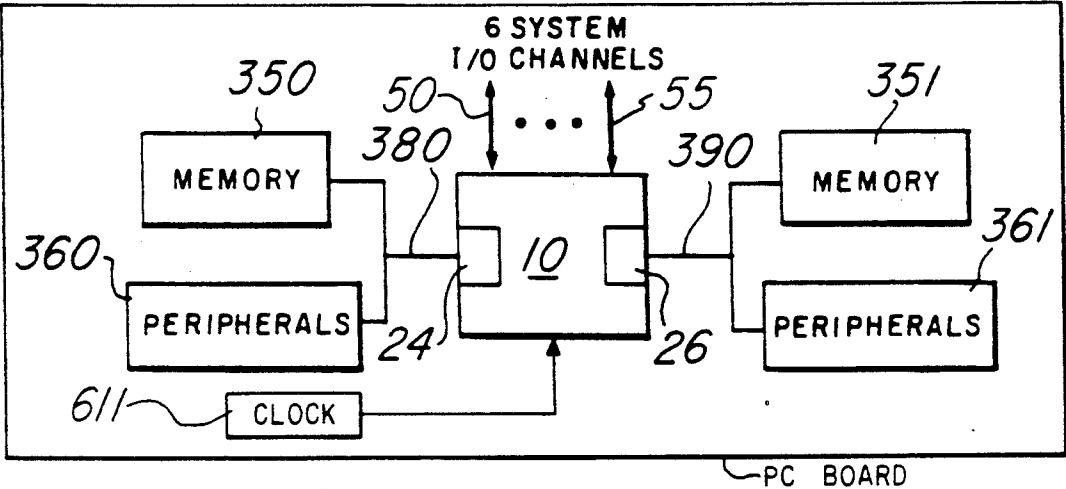 6 SYSTEM
I/O CHANNELS
350
50
55
351
380
390
MEMORY
MEMORY
360
10
361
PERIPHERALS
24
26
PERIPHERALS
611
CLOCK
PC BOARD